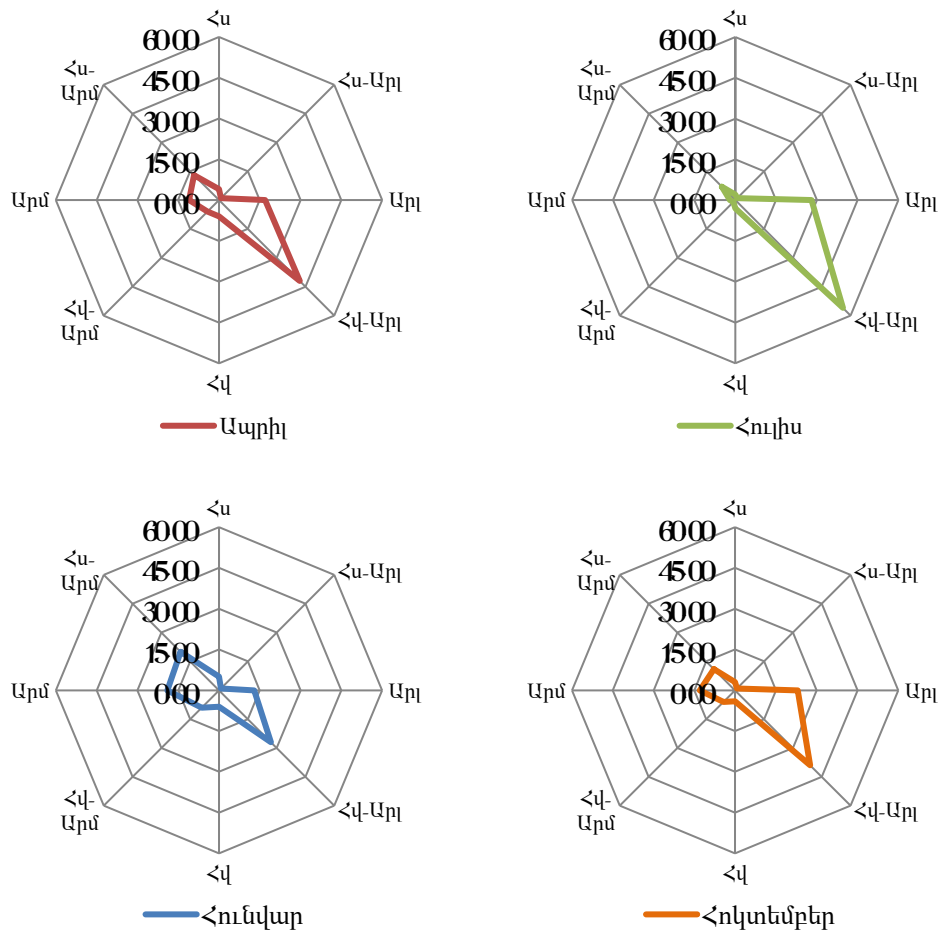 Հս
6000
Հս-Արլ
4500
3000
1500
000
Արլ
Հվ-Արլ
Հվ
Հվ-
Արմ
Արմ
Հս-
Արմ
Ապրիլ
Հս
6000
Հս-Արլ
4500
3000
1500
000
Արլ
Հվ-Արլ
Հվ
Հվ-
Արմ
Արմ
Հս-
Արմ
Հուլիս
Հս
6000
Հս-Արլ
4500
3000
1500
000
Արլ
Հվ-Արլ
Հվ
Հվ-
Արմ
Արմ
Հս-
Արմ
Հունվար
Հս
6000
Հս-Արլ
4500
3000
1500
000
Արլ
Հվ-Արլ
Հվ
Հվ-
Արմ
Արմ
Հս-
Արմ
Հոկտեմբեր